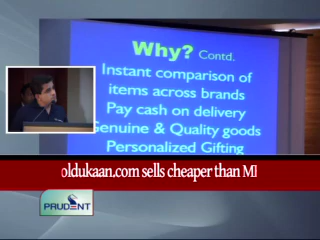 Why? Contd.
Instant comparison of
items across brands
Pay cash on delivery
Genuine & Quality goods
Personalized Gifting
oldukaan.com sells cheaper than
PRUDENT